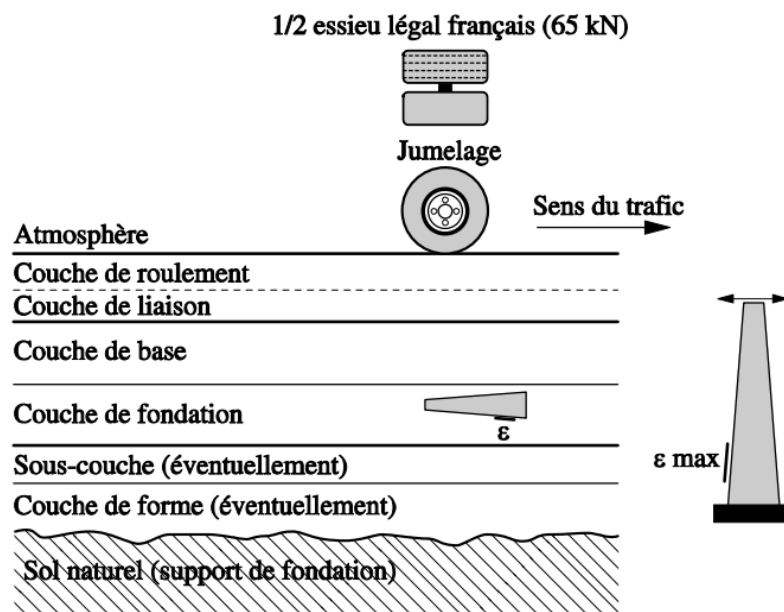 1/2 essieu légal français (65 kN)
Jumelage
Sens du trafic
Atmosphère
Couche de roulement
Couche de liaison
Couche de base
Couche de fondation
ε
Sous-couche (éventuellement)
ε max
Couche de forme (éventuellement)
Sol naturel (support de fondation)